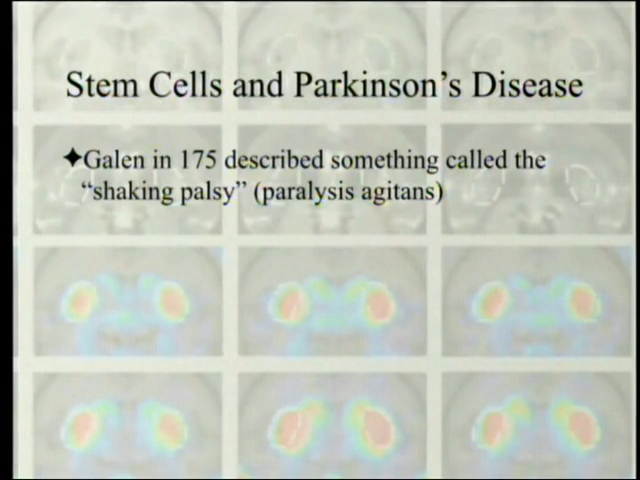 Stem Cells and Parkinson's Disease
✦Galen in 175 described something called the
“shaking palsy” (paralysis agitans)